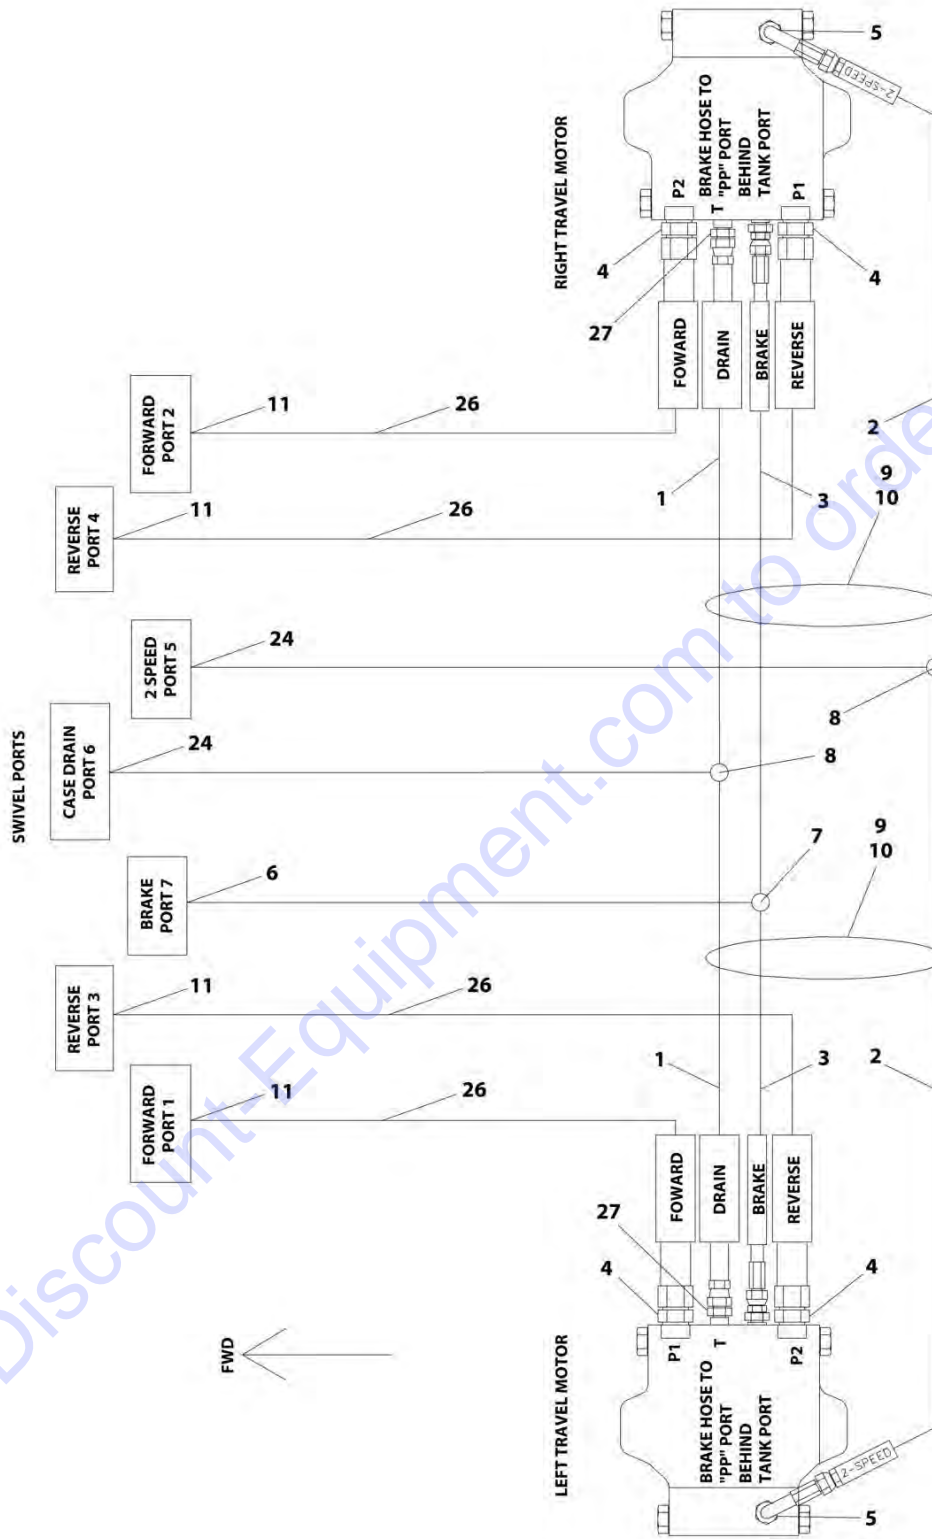 SWIVEL PORTS
FORWARD
PORT 1
11
26
REVERSE
PORT 3
11
26
BRAKE
PORT 7
6
7
CASE DRAIN
PORT 6
24
8
2 SPEED
PORT 5
24
8
REVERSE
PORT 4
11
26
FORWARD
PORT 2
11
26
FWD
LEFT TRAVEL MOTOR
BRAKE HOSE TO
"PP" PORT
BEHIND
TANK PORT
P1
T
P2
4
27
4
5
2-SPEED
FOWARD
DRAIN
BRAKE
REVERSE
1
3
2
9
10
9
10
1
3
2
RIGHT TRAVEL MOTOR
FOWARD
DRAIN
BRAKE
REVERSE
4
27
4
5
P2
T
P1
BRAKE HOSE TO
"PP" PORT
BEHIND
TANK PORT
2-SPEED
Discount-Equipment.com to orde